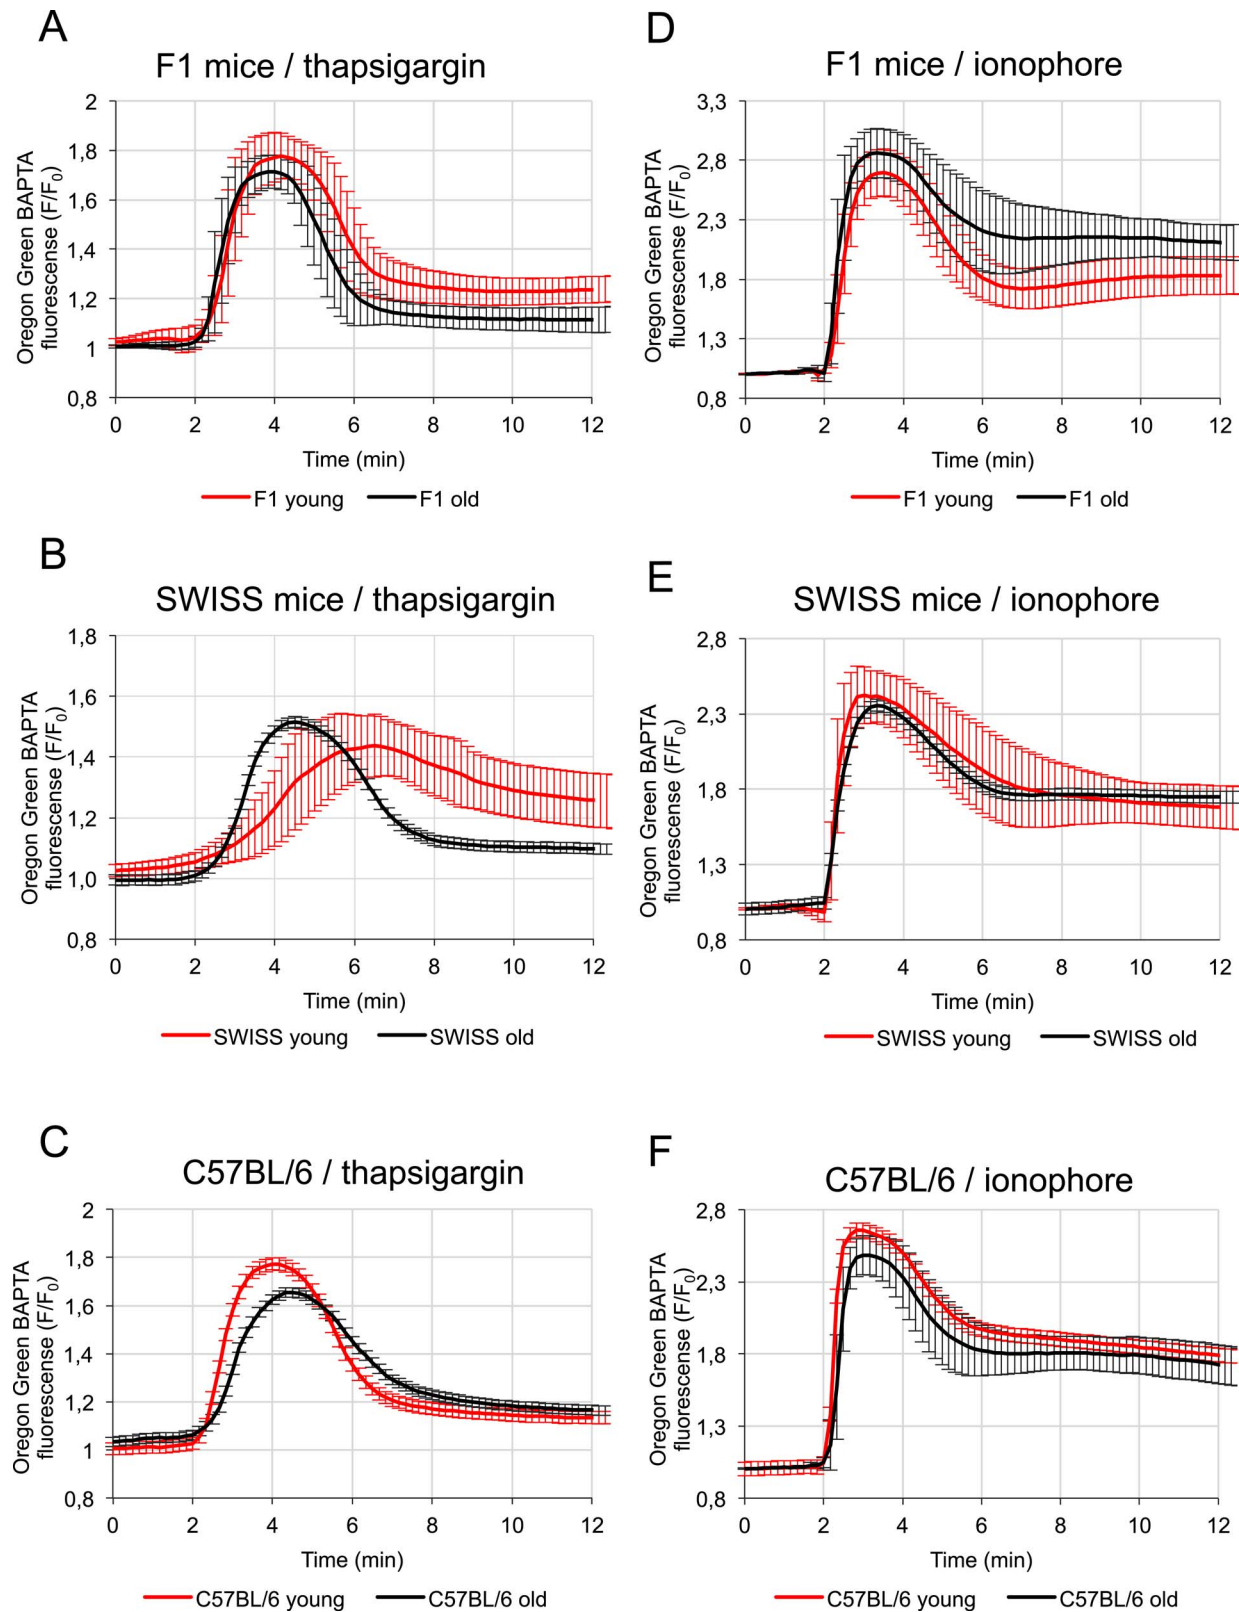 A
F1 mice / thapsigargin
Oregon Green BAPTA
fluorescense (F/F0)
2
1,8
1,6
1,4
1,2
1
0,8
0 2 4 6 8 10 12
Time (min)
F1 young F1 old
D
F1 mice / ionophore
Oregon Green BAPTA
fluorescense (F/F0)
3,3
2,8
2,3
1,8
1,3
0,8
0 2 4 6 8 10 12
Time (min)
F1 young F1 old
B
SWISS mice / thapsigargin
Oregon Green BAPTA
fluorescense (F/F0)
1,8
1,6
1,4
1,2
1,0
0,8
0 2 4 6 8 10 12
Time (min)
SWISS young SWISS old
E
SWISS mice / ionophore
Oregon Green BAPTA
fluorescense (F/F0)
2,8
2,3
1,8
1,3
0,8
0 2 4 6 8 10 12
Time (min)
SWISS young SWISS old
C
C57BL/6 / thapsigargin
Oregon Green BAPTA
fluorescense (F/F0)
2
1,8
1,6
1,4
1,2
1
0,8
0 2 4 6 8 10 12
Time (min)
C57BL/6 young C57BL/6 old
F
C57BL/6 / ionophore
Oregon Green BAPTA
fluorescense (F/F0)
2,8
2,3
1,8
1,3
0,8
0 2 4 6 8 10 12
Time (min)
C57BL/6 young C57BL/6 old